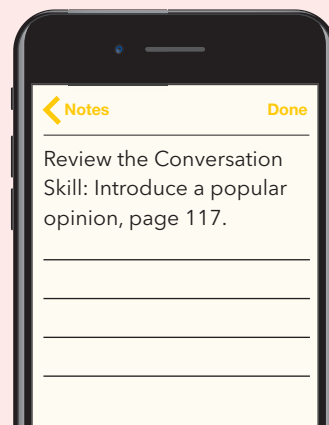 Notes Done
Review the Conversation
Skill: Introduce a popular
opinion, page 117.